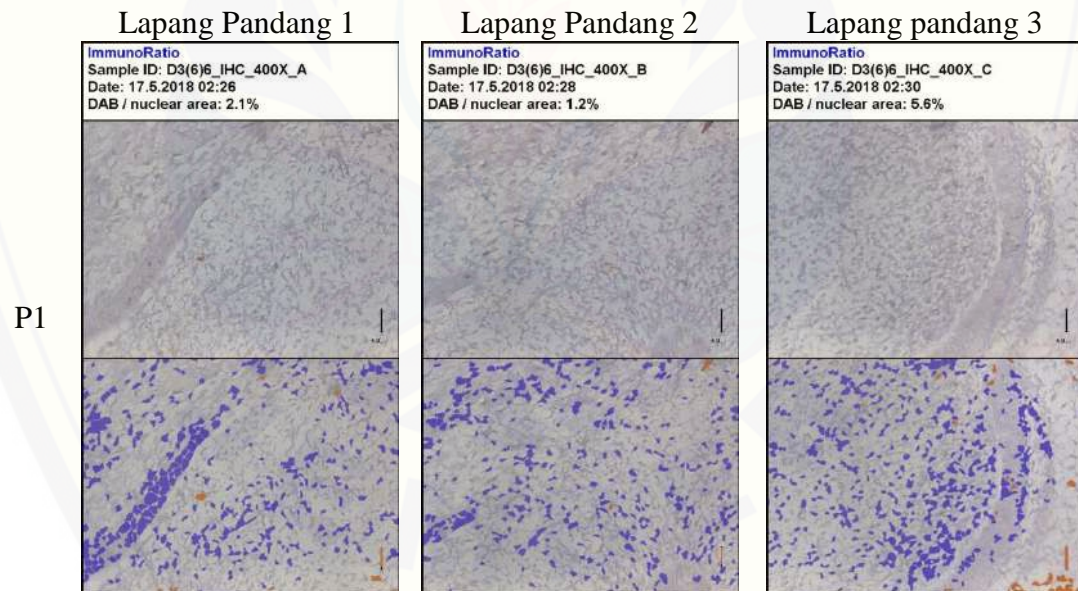 Lapang Pandang 1
Lapang Pandang 2
Lapang pandang 3
ImmunoRatio
Sample ID: D3(6)6_IHC_400X_A
Date: 17.5.2018 02:26
DAB / nuclear area: 2.1%
ImmunoRatio
Sample ID: D3(6)6_IHC_400X_B
Date: 17.5.2018 02:28
DAB / nuclear area: 1.2%
ImmunoRatio
Sample ID: D3(6)6_IHC_400X_C
Date: 17.5.2018 02:30
DAB / nuclear area: 5.6%
P1